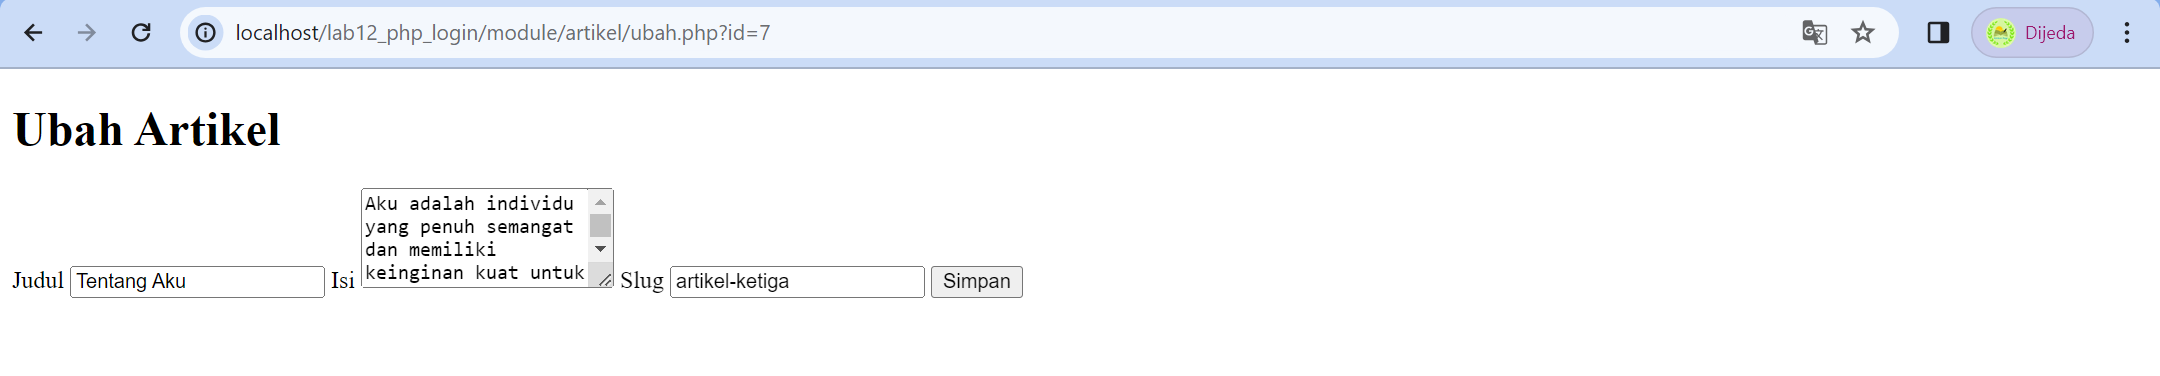 localhost/lab12_php_login/module/artikel/ubah.php?id=7
Dijeda
Ubah Artikel
Aku adalah individu
yang penuh semangat
dan memiliki
keinginan kuat untuk
Judul Tentang Aku Isi Slug artikel-ketiga Simpan